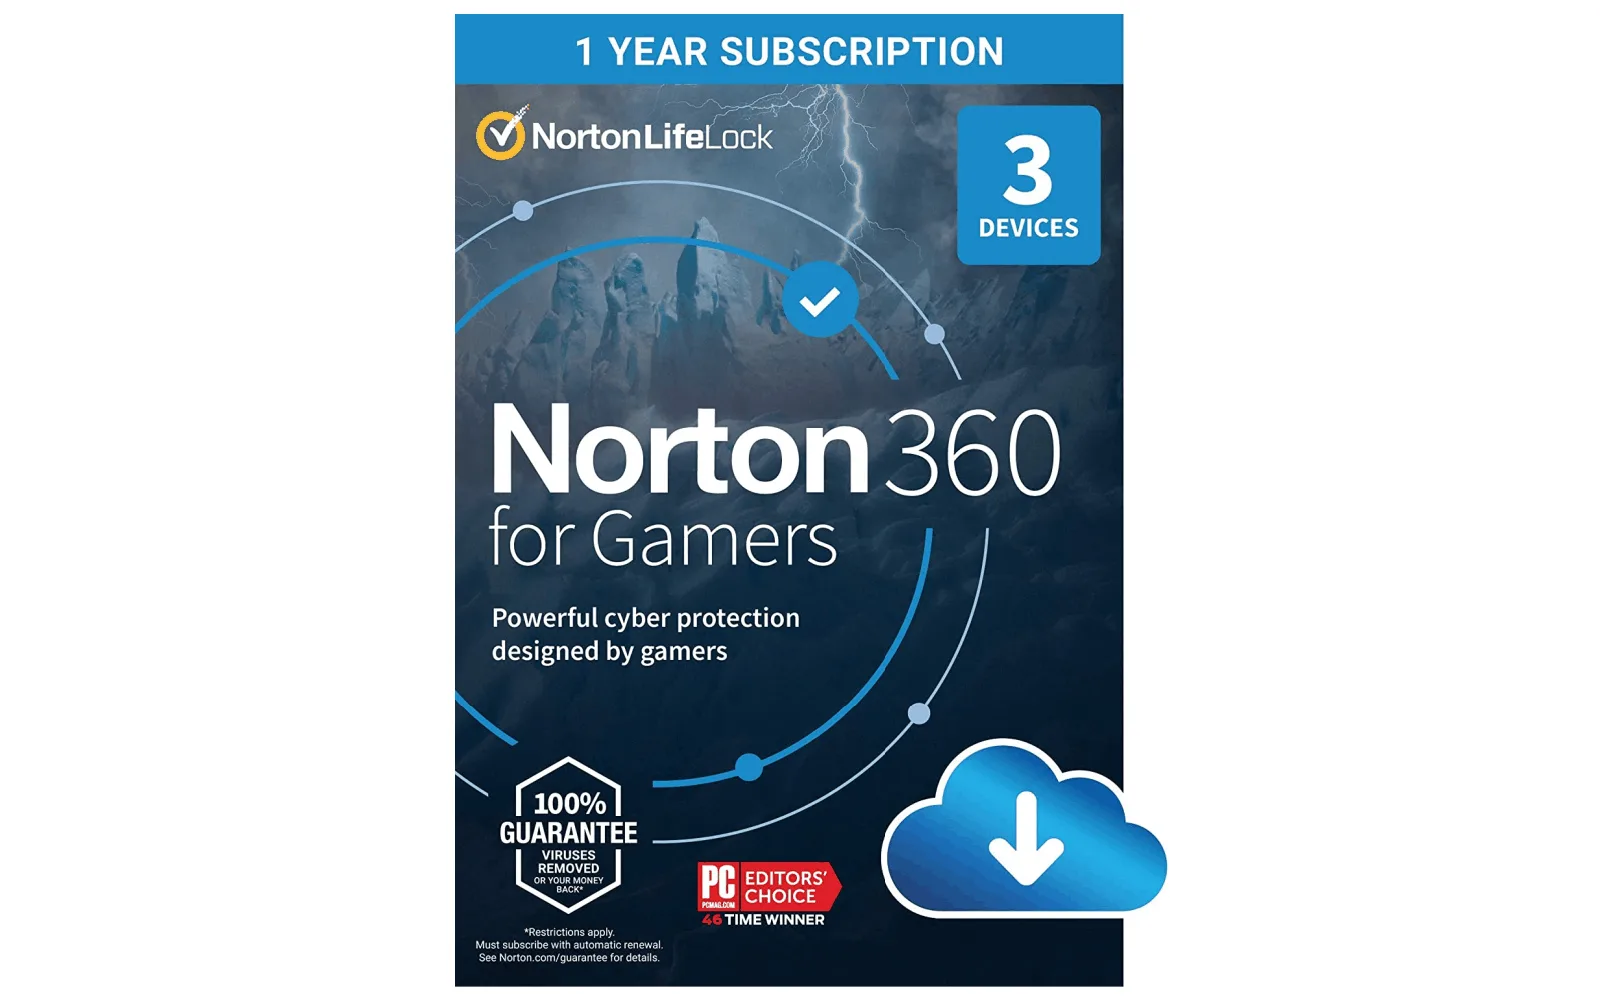 1 YEAR SUBSCRIPTION
NortonLifeLock
3
DEVICES
Norton 360
for Gamers
Powerful cyber protection
designed by gamers
100%
GUARANTEE
VIRUSES
REMOVED
OR YOUR MONEY
BACK*
*Restrictions apply.
Must subscribe with automatic renewal.
See Norton.com/guarantee for details.
PC
PCMAG.COM
EDITORS'
CHOICE
46 TIME WINNER